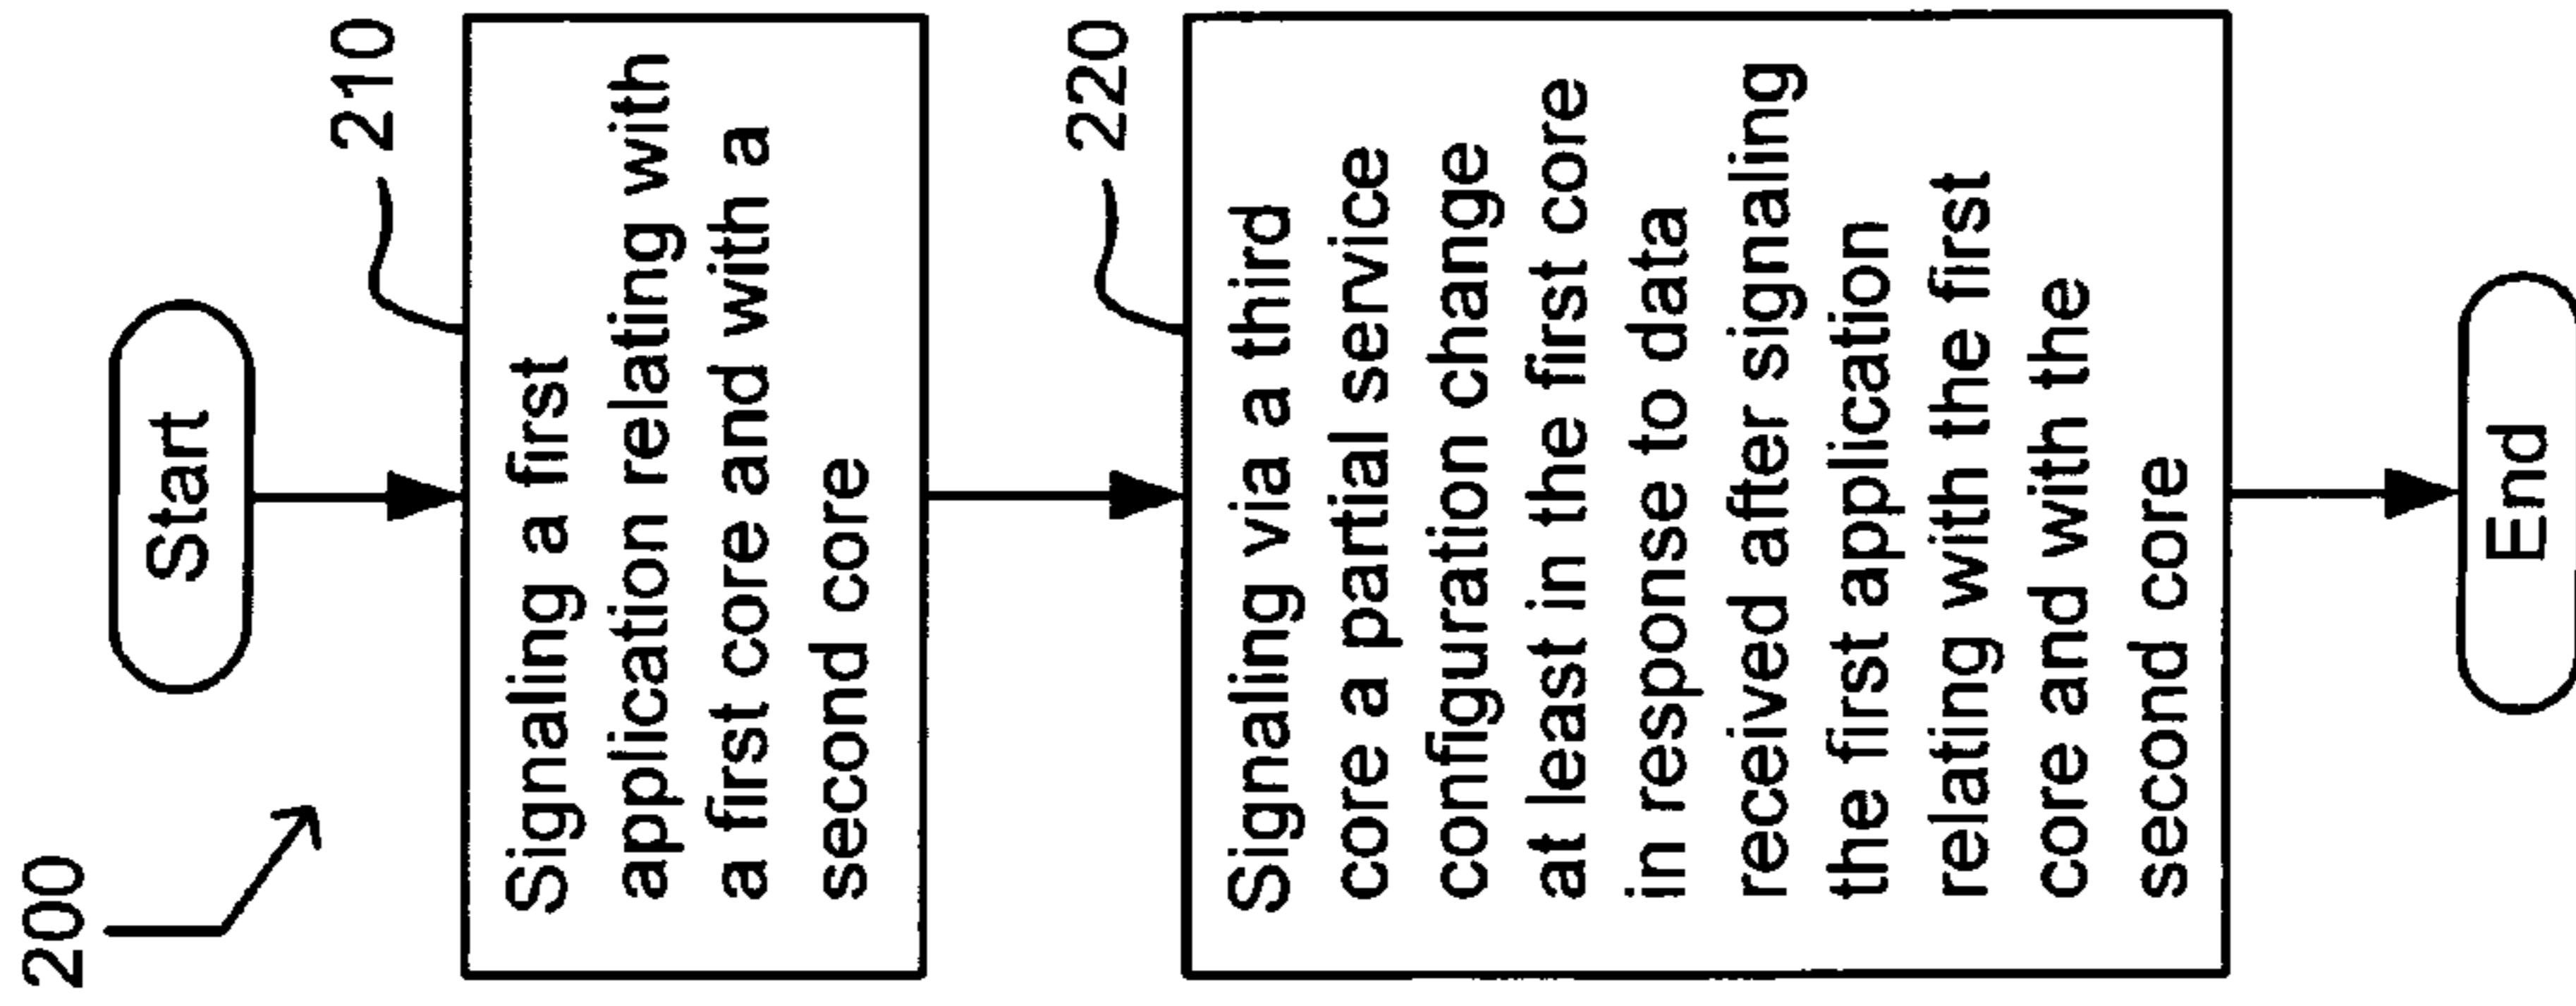 200
Start
210
Signaling a first
application relating with
a first core and with a
second core
220
Signaling via a third
core a partial service
configuration change
at least in the first core
in response to data
received after signaling
the first application
relating with the first
core and with the
second core
End